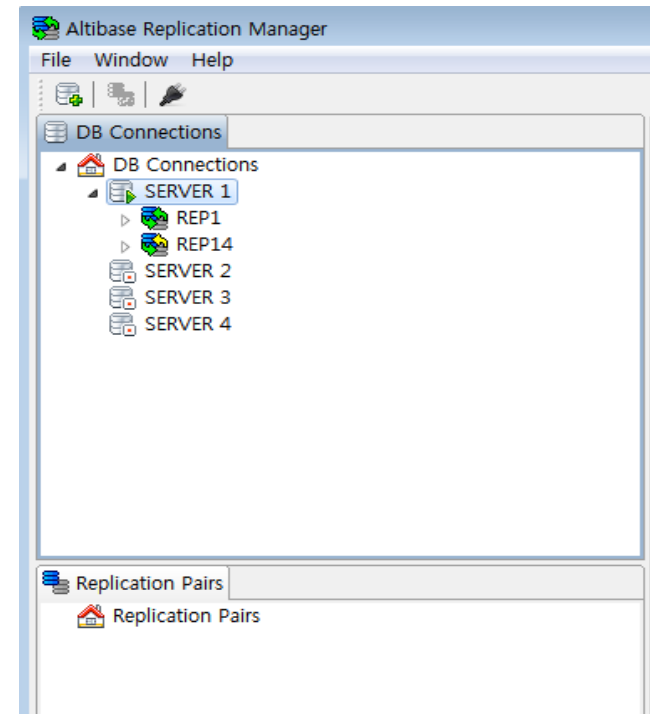 Altibase Replication Manager
File Window Help
DB Connections
DB Connections
SERVER 1
REP1
REP14
SERVER 2
SERVER 3
SERVER 4
Replication Pairs
Replication Pairs